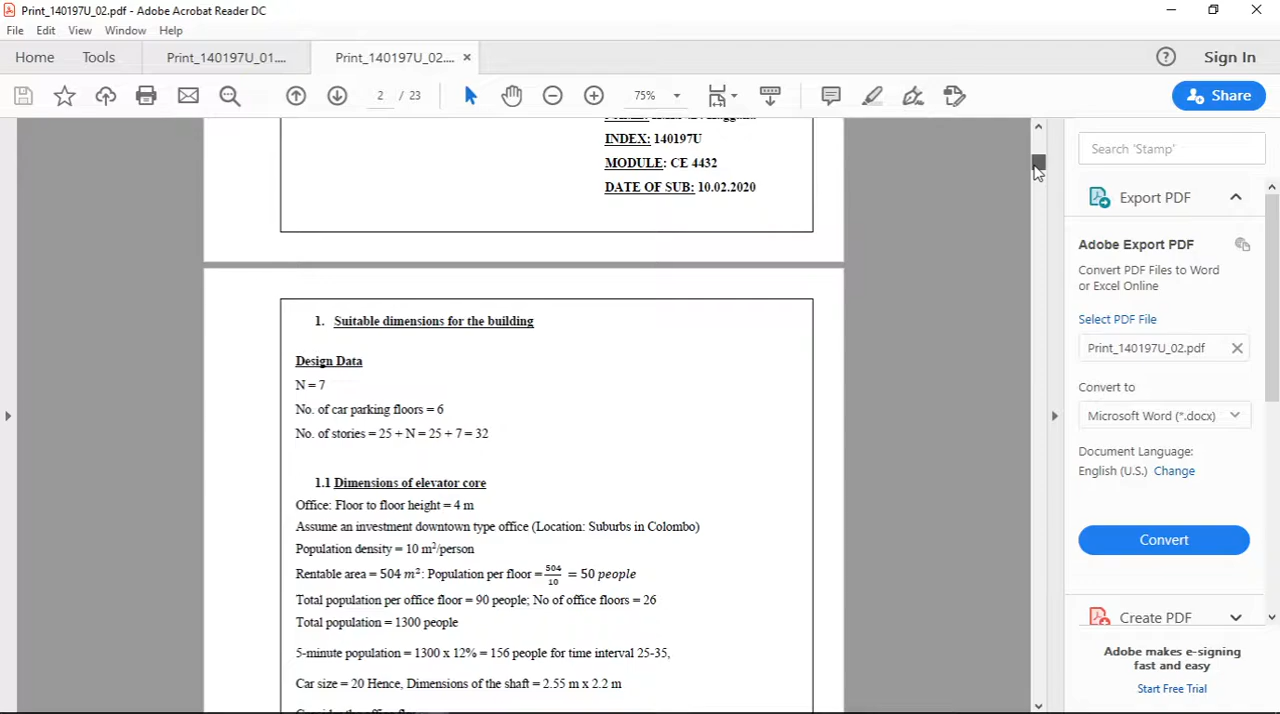 Print_140197U_02.pdf - Adobe Acrobat Reader DC
File Edit View Window Help
Home Tools Print_140197U_01.... Print_140197U_02.... × Sign In
2 / 23 75% Share
INDEX: 140197U
MODULE: CE 4432
DATE OF SUB: 10.02.2020
1. Suitable dimensions for the building
Design Data
N = 7
No. of car parking floors = 6
No. of stories = 25 + N = 25 + 7 = 32
1.1 Dimensions of elevator core
Office: Floor to floor height = 4 m
Assume an investment downtown type office (Location: Suburbs in Colombo)
Population density = 10 m²/person
Rentable area = 504 m²: Population per floor = 504/10 = 50 people
Total population per office floor = 90 people; No of office floors = 26
Total population = 1300 people
5-minute population = 1300 x 12% = 156 people for time interval 25-35,
Car size = 20 Hence, Dimensions of the shaft = 2.55 m x 2.2 m
Search 'Stamp'
Export PDF
Adobe Export PDF
Convert PDF Files to Word
or Excel Online
Select PDF File
Print_140197U_02.pdf
Convert to
Microsoft Word (*.docx)
Document Language:
English (U.S.) Change
Convert
Create PDF
Adobe makes e-signing
fast and easy
Start Free Trial